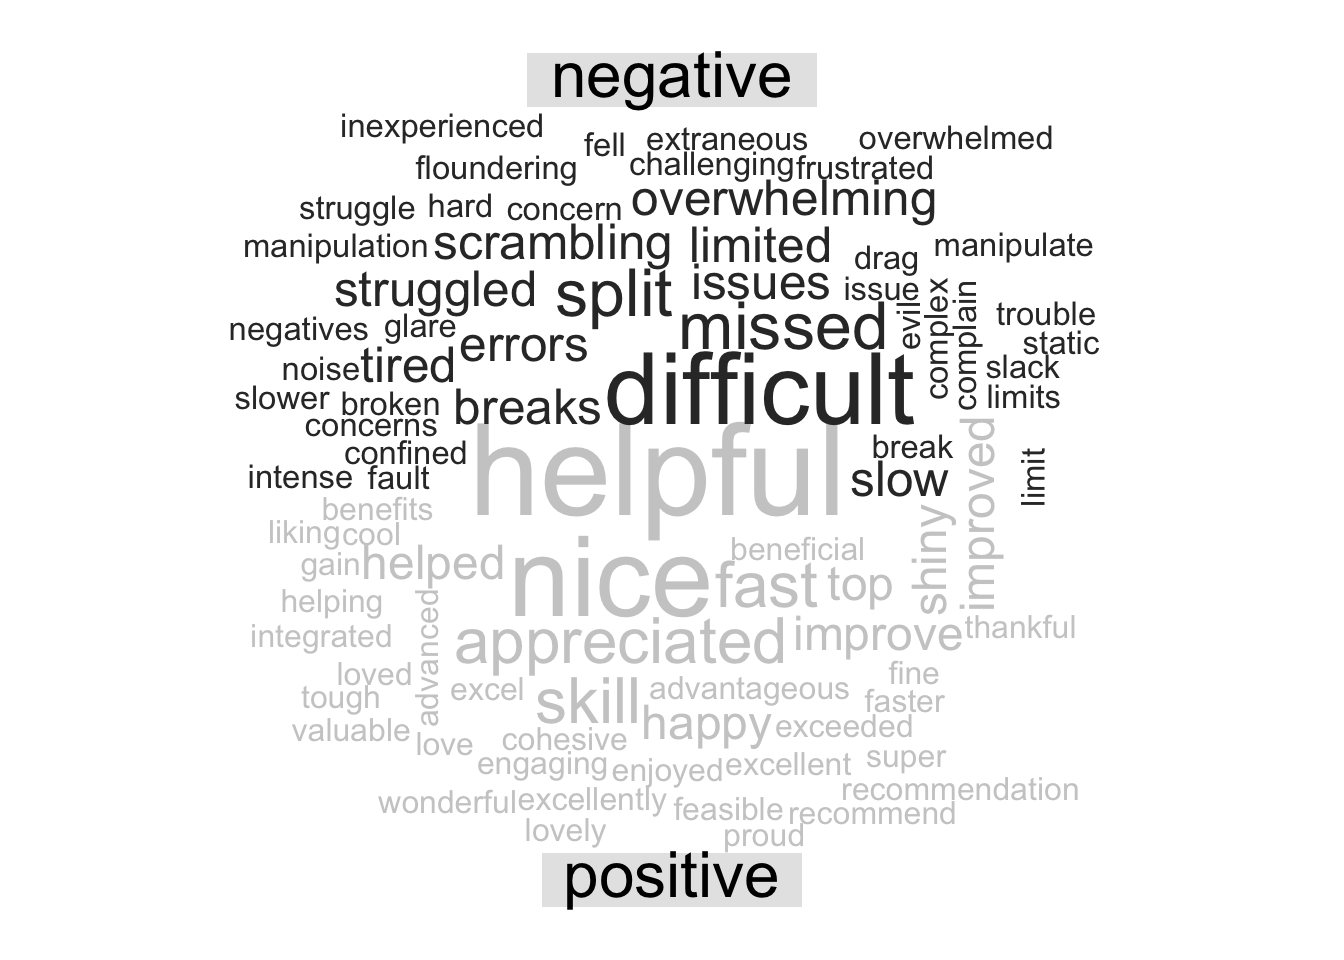 negative
inexperienced
fell extraneous overwhelmed
floundering challenging frustrated
struggle hard concern overwhelming
manipulation scrambling limited drag manipulate
struggled split issues issue evil complex complain
negatives glare errors missed trouble
static
noise tired difficult slack
slower broken breaks limits
concerns
confined helpful break improved
intense fault slow limit
benefits
liking cool shiny
gain helped nice beneficial
helping advanced fast top
integrated appreciated improve thankful
loved fine
tough excel skill advantageous faster
valuable happy exceeded
love cohesive
engaging enjoyed excellent super
wonderful excellently feasible recommend recommendation
lovely proud
positive